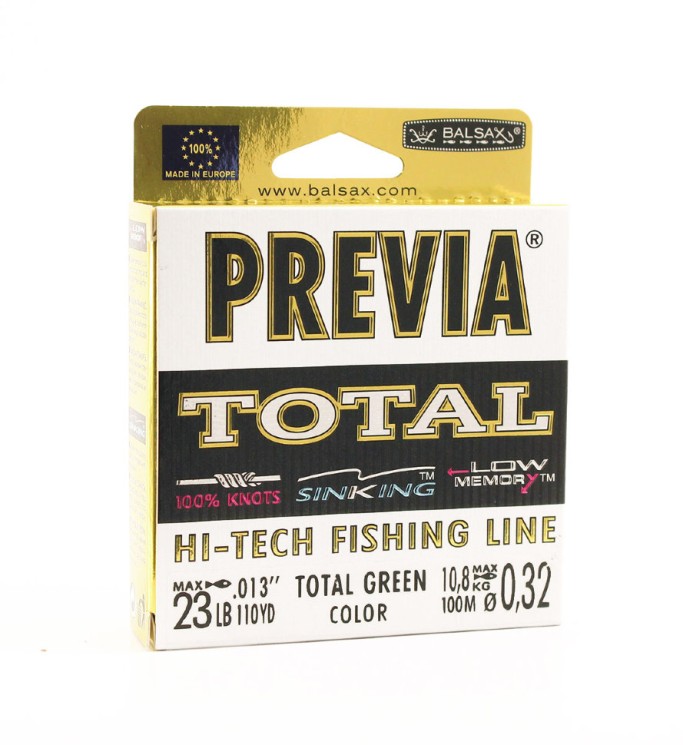 100%
MADE IN EUROPE
BALSAX®
www.balsax.com
PREVIA®
TOTAL
100% KNOTS
SINKING™
LOW
MEMORY™
HI-TECH FISHING LINE
MAX .013’’
23 LB 110YD
TOTAL GREEN
COLOR
10,8 MAX KG
100M Ø 0,32